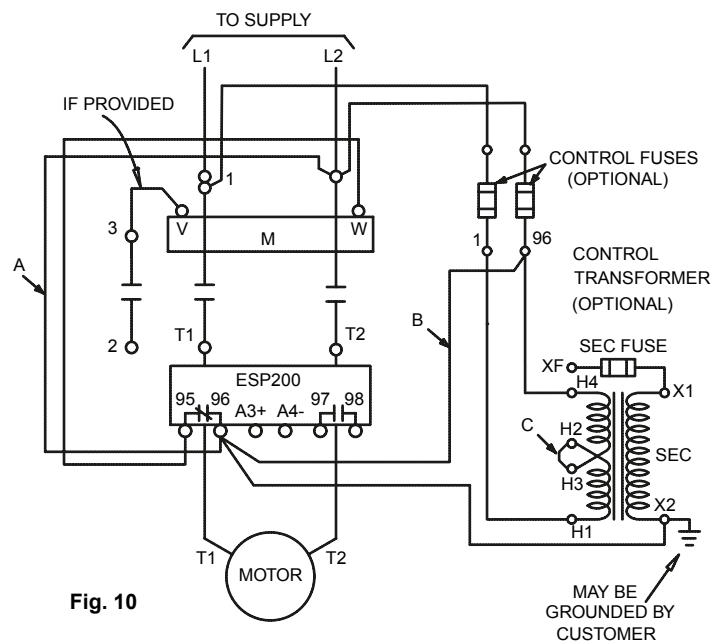 TO SUPPLY
L1
L2
IF PROVIDED
1
CONTROL FUSES
(OPTIONAL)
3
V
W
M
1
96
A
CONTROL
TRANSFORMER
(OPTIONAL)
B
2
T1
T2
SEC FUSE
XF
ESP200
H4
X1
95
96
A3+
A4-
97
98
C
H2
H3
SEC
X2
H1
T1
T2
MOTOR
Fig. 10
MAY BE
GROUNDED BY
CUSTOMER